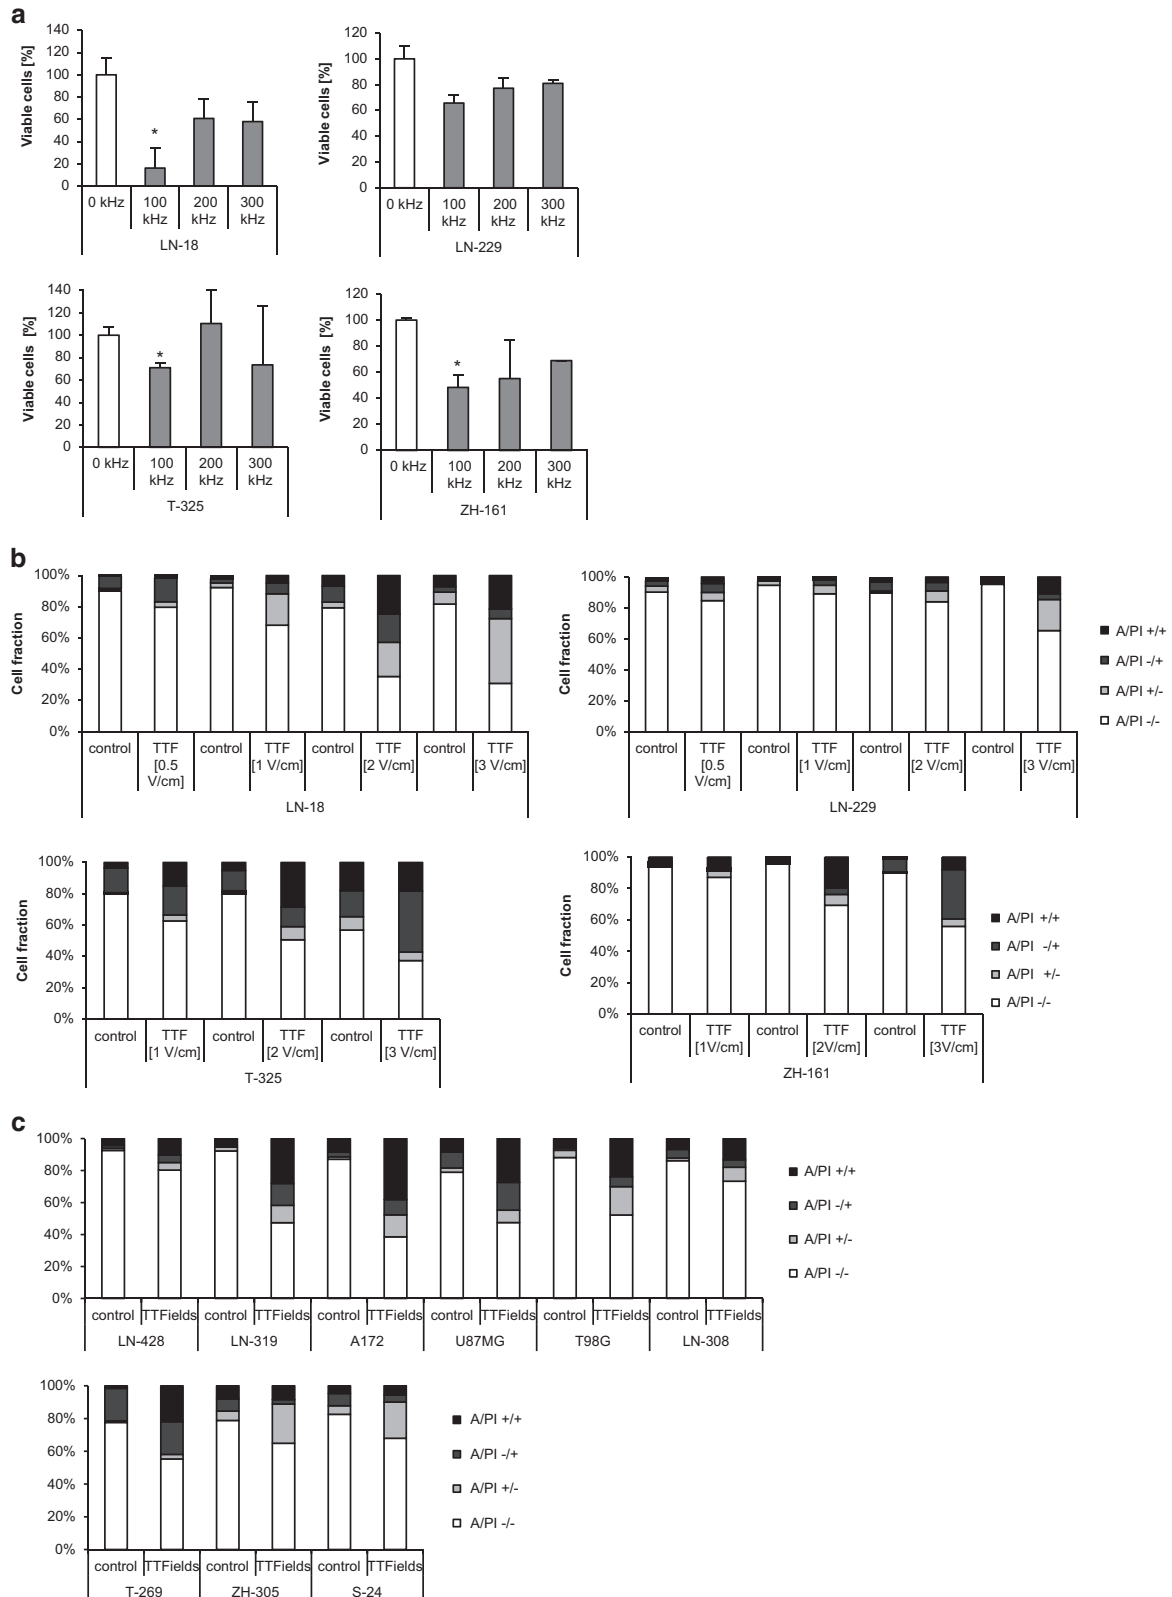 a
Viable cells [%]
140
120
100
80
60
40
20
0
*
0 kHz 100 kHz 200 kHz 300 kHz
LN-18
Viable cells [%]
120
100
80
60
40
20
0
0 kHz 100 kHz 200 kHz 300 kHz
LN-229
Viable cells [%]
140
120
100
80
60
40
20
0
*
0 kHz 100 kHz 200 kHz 300 kHz
T-325
Viable cells [%]
120
100
80
60
40
20
0
*
0 kHz 100 kHz 200 kHz 300 kHz
ZH-161
b
Cell fraction
100%
80%
60%
40%
20%
0%
control TTF [0.5 V/cm] control TTF [1 V/cm] control TTF [2 V/cm] control TTF [3 V/cm]
LN-18
Cell fraction
100%
80%
60%
40%
20%
0%
control TTF [0.5 V/cm] control TTF [1 V/cm] control TTF [2 V/cm] control TTF [3 V/cm]
LN-229
A/PI +/+
A/PI -/+
A/PI +/-
A/PI -/-
Cell fraction
100%
80%
60%
40%
20%
0%
control TTF [1 V/cm] control TTF [2 V/cm] control TTF [3 V/cm]
T-325
Cell fraction
100%
80%
60%
40%
20%
0%
control TTF [1V/cm] control TTF [2V/cm] control TTF [3V/cm]
ZH-161
A/PI +/+
A/PI -/+
A/PI +/-
A/PI -/-
c
100%
80%
60%
40%
20%
0%
control TTFields control TTFields control TTFields control TTFields control TTFields control TTFields
LN-428 LN-319 A172 U87MG T98G LN-308
A/PI +/+
A/PI -/+
A/PI +/-
A/PI -/-
100%
80%
60%
40%
20%
0%
control TTFields control TTFields control TTFields
T-269 ZH-305 S-24
A/PI +/+
A/PI -/+
A/PI +/-
A/PI -/-